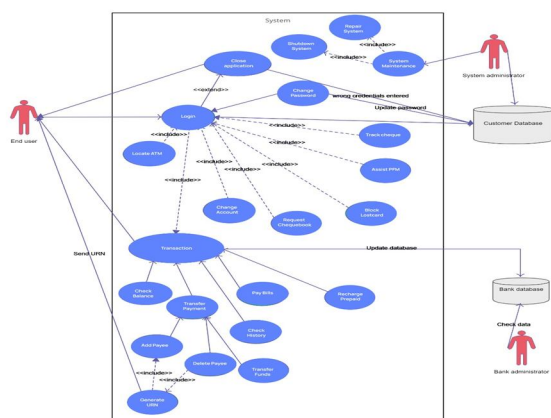 System
Repair
System
Shutdown
System
<<include>>
<<include>>
Close
application
System
Maintenance
System administrator
<<extend>>
Change
Password
wrong credentials entered
Update password
End user
Login
Customer Database
<<include>>
<<include>>
Track cheque
Locate ATM
<<include>>
<<include>>
Assist PPM
<<include>>
<<include>>
<<include>>
Change
Account
Request
Chequebook
Block
Lostcard
Send URN
Transaction
Update database
Check
Balance
Transfer
Payment
Pay Bills
Recharge
Prepaid
Bank database
Check
History
Check data
Add Payee
Delete Payee
Transfer
Funds
<<include>>
<<include>>
Generate
URN
Bank administrator